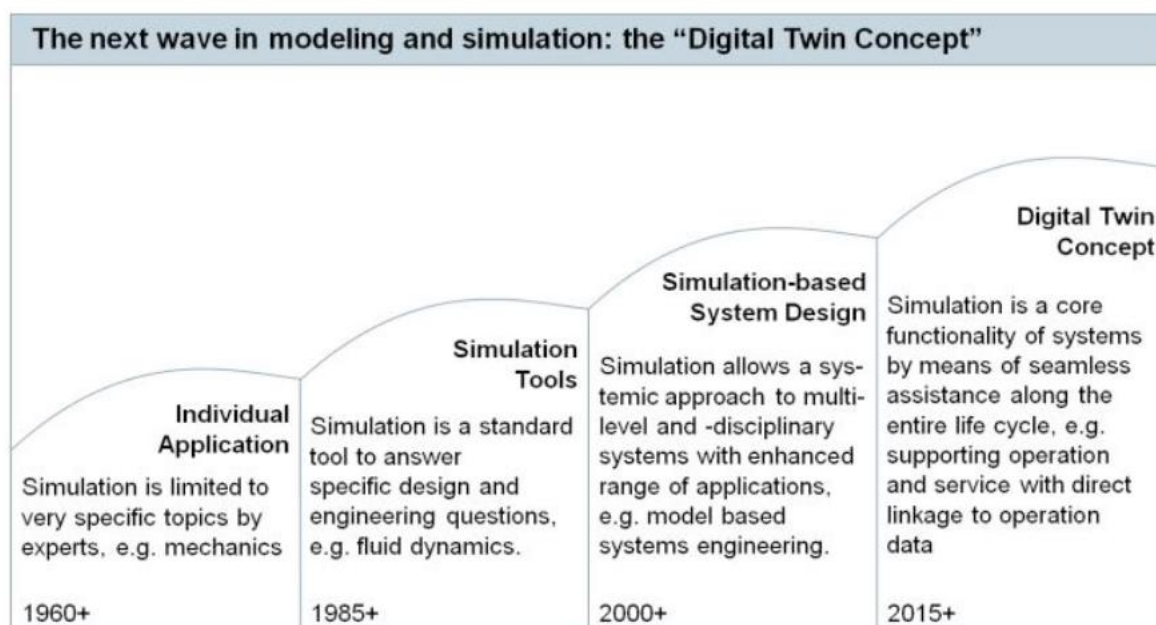 The next wave in modeling and simulation: the “Digital Twin Concept”
Individual
Application
Simulation is limited to
very specific topics by
experts, e.g. mechanics
1960+
Simulation
Tools
Simulation is a standard
tool to answer
specific design and
engineering questions,
e.g. fluid dynamics.
1985+
Simulation-based
System Design
Simulation allows a sys-
temic approach to multi-
level and -disciplinary
systems with enhanced
range of applications,
e.g. model based
systems engineering.
2000+
Digital Twin
Concept
Simulation is a core
functionality of systems
by means of seamless
assistance along the
entire life cycle, e.g.
supporting operation
and service with direct
linkage to operation
data
2015+